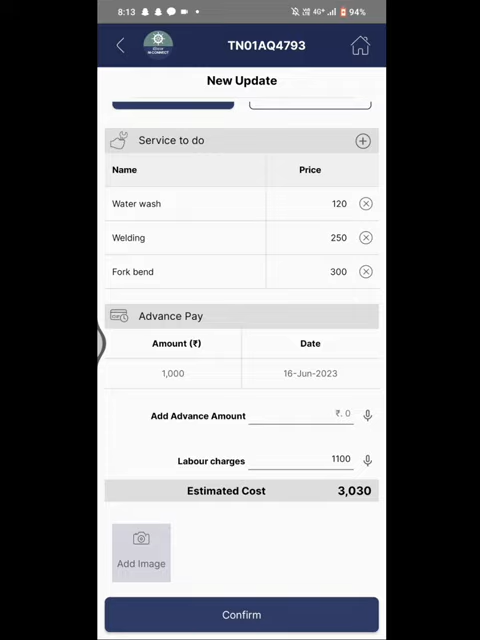 8:13
4G+
94%
TN01AQ4793
New Update
Service to do
Name Price
Water wash 120
Welding 250
Fork bend 300
Advance Pay
Amount (₹) Date
1,000 16-Jun-2023
Add Advance Amount ₹. 0
Labour charges 1100
Estimated Cost 3,030
Add Image
Confirm